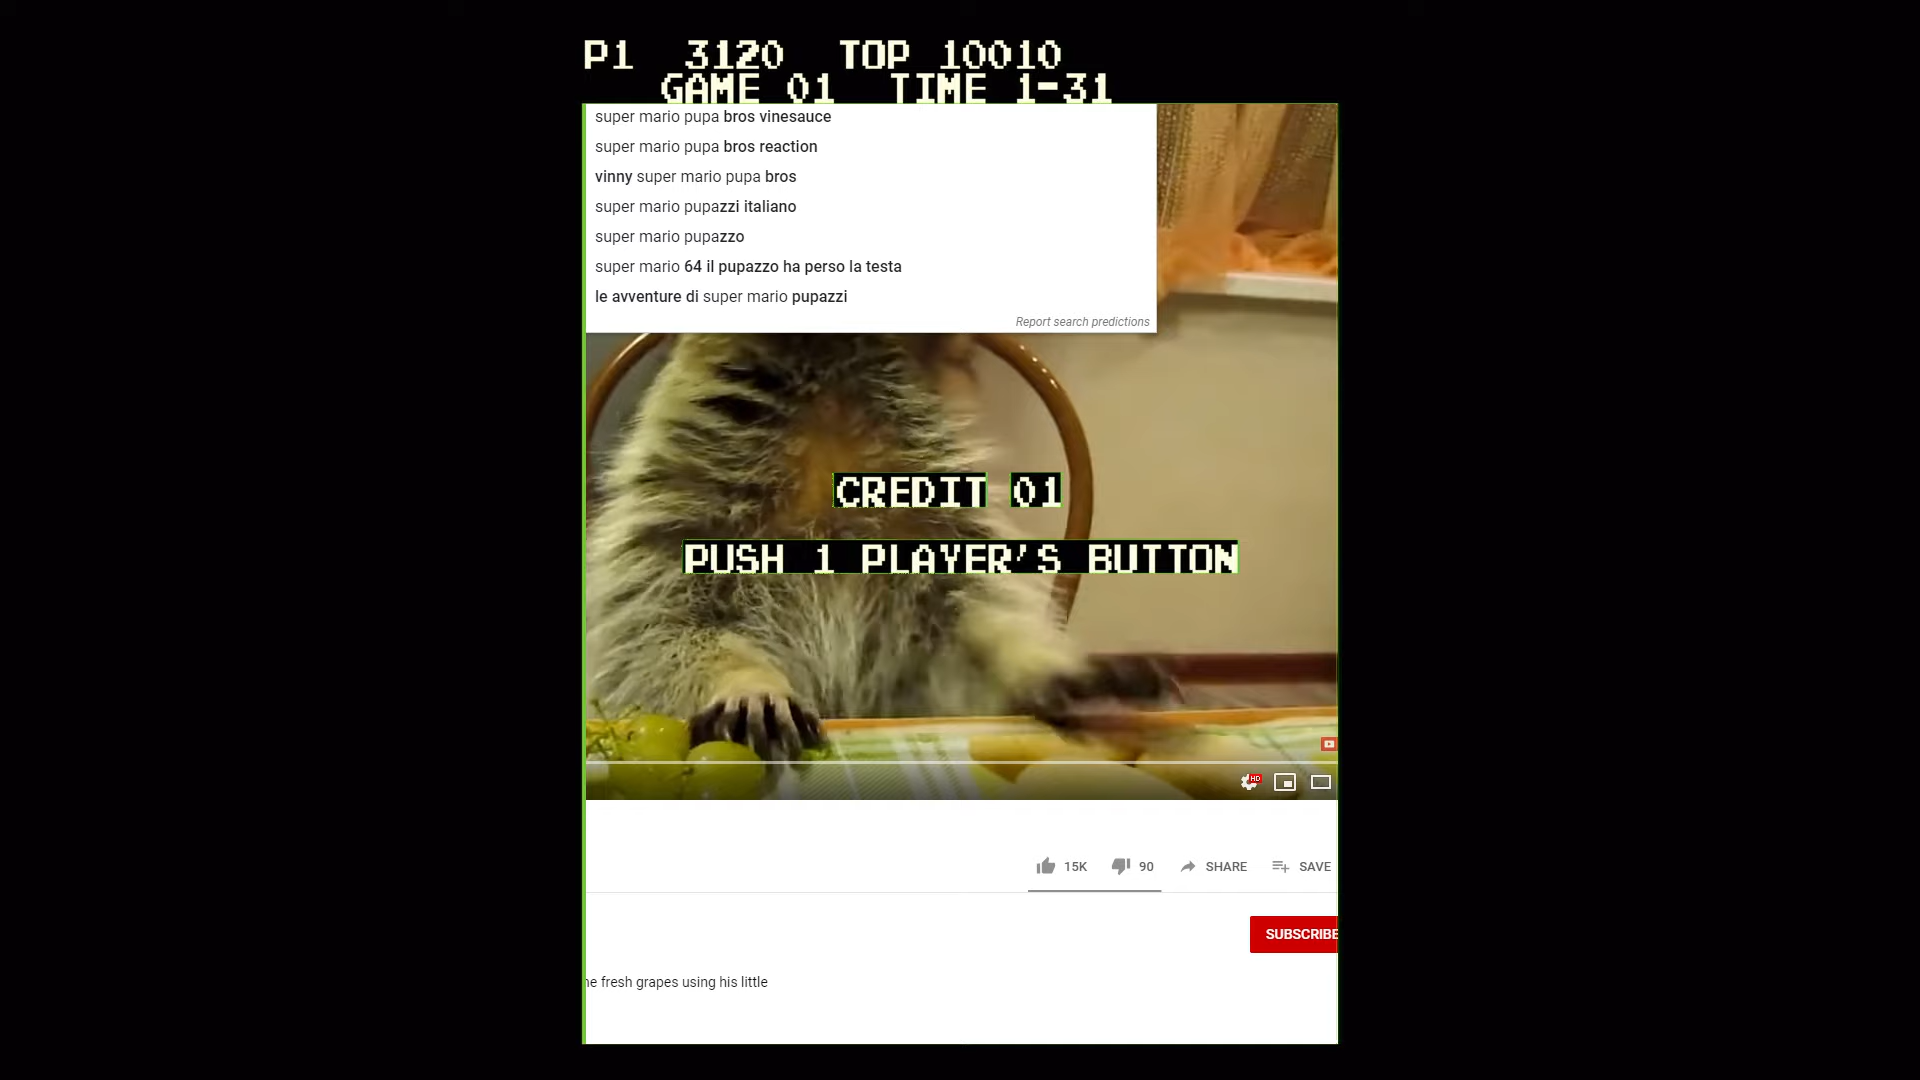 P1 3120 TOP 10010
GAME 01 TIME 1-31
super mario pupa bros vinesauce
super mario pupa bros reaction
vinny super mario pupa bros
super mario pupazzi italiano
super mario pupazzo
super mario 64 il pupazzo ha perso la testa
le avventure di super mario pupazzi
Report search predictions
CREDIT 01
PUSH 1 PLAYER'S BUTTON
HD
15K 90 SHARE SAVE
SUBSCRIBE
fresh grapes using his little